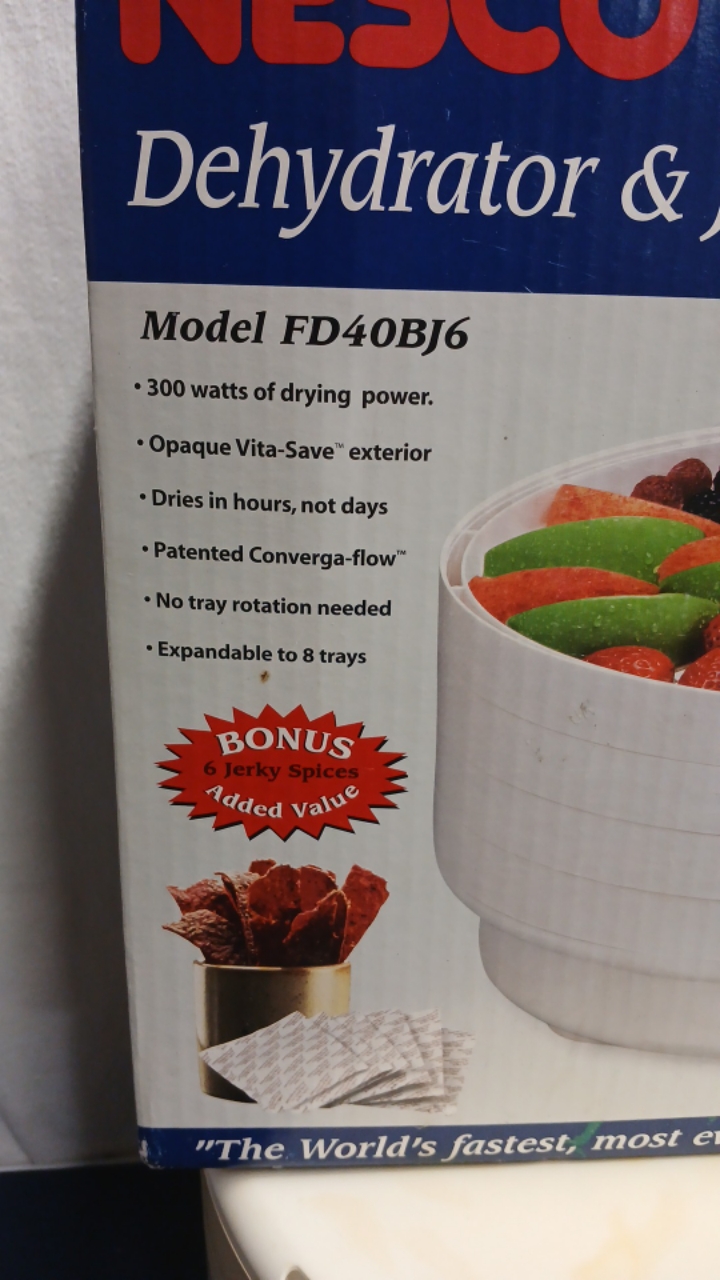 NESCO
Dehydrator &
Model FD40BJ6
• 300 watts of drying power.
• Opaque Vita-Save™ exterior
• Dries in hours, not days
• Patented Converga-flow™
• No tray rotation needed
• Expandable to 8 trays
BONUS
6 Jerky Spices
Added Value
"The World's fastest, most